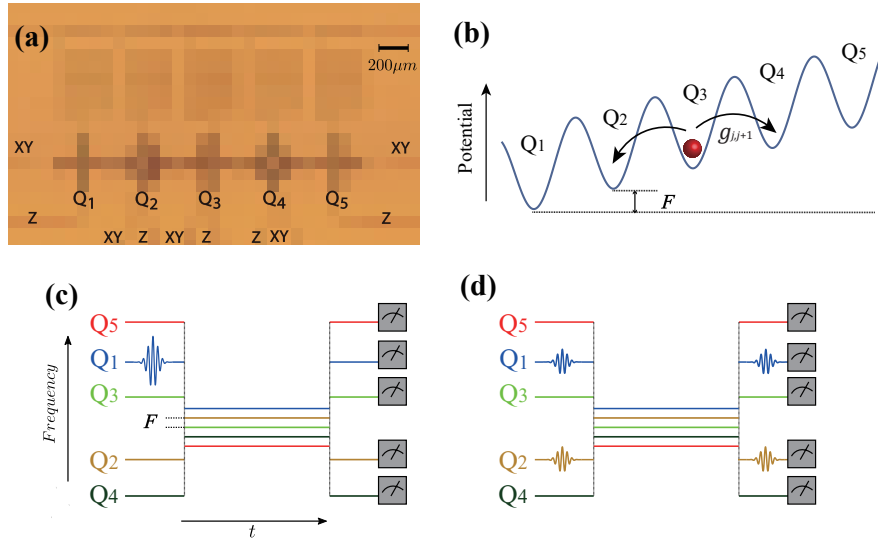 (a)
200μm
XY
XY
Q1 Q2 Q3 Q4 Q5
Z
Z
XY Z XY Z Z XY
(b)
Potential
Q1
Q2
Q3
Q4
Q5
gj,j+1
F
(c)
Frequency
Q5
Q1
Q3
F
Q2
Q4
t
(d)
Q5
Q1
Q3
Q2
Q4